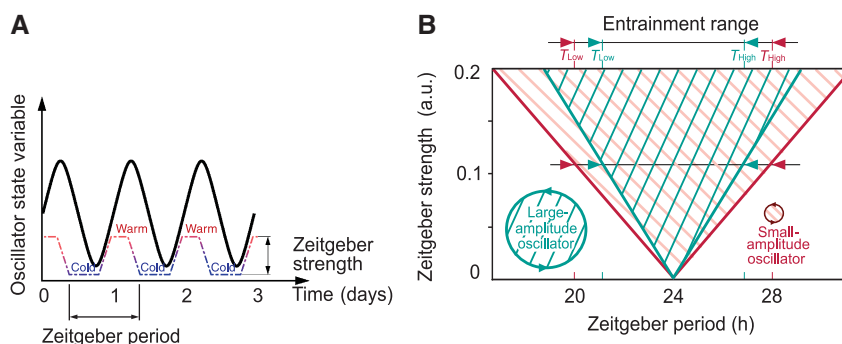 A
Oscillator state variable
Warm
Warm
Cold
Cold
Cold
Zeitgeber
strength
0
1
2
3
Time (days)
Zeitgeber period
B
Entrainment range
TLow
TLow
THigh
THigh
Zeitgeber strength (a.u.)
0.2
0.1
0
Large-
amplitude
oscillator
Small-
amplitude
oscillator
20
24
28
Zeitgeber period (h)